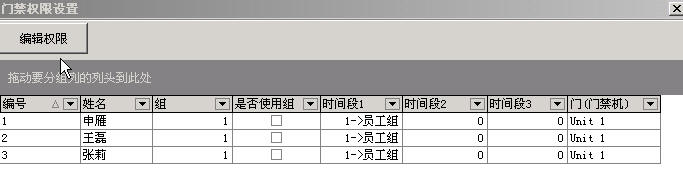 门禁权限设置
编辑权限
拖动要分组列的列头到此处
编号 姓名 组 是否使用组 时间段1 时间段2 时间段3 门(门禁机)
1 申雁 1 1->员工组 0 0 Unit 1
2 王磊 1 1->员工组 0 0 Unit 1
3 张莉 1 1->员工组 0 0 Unit 1